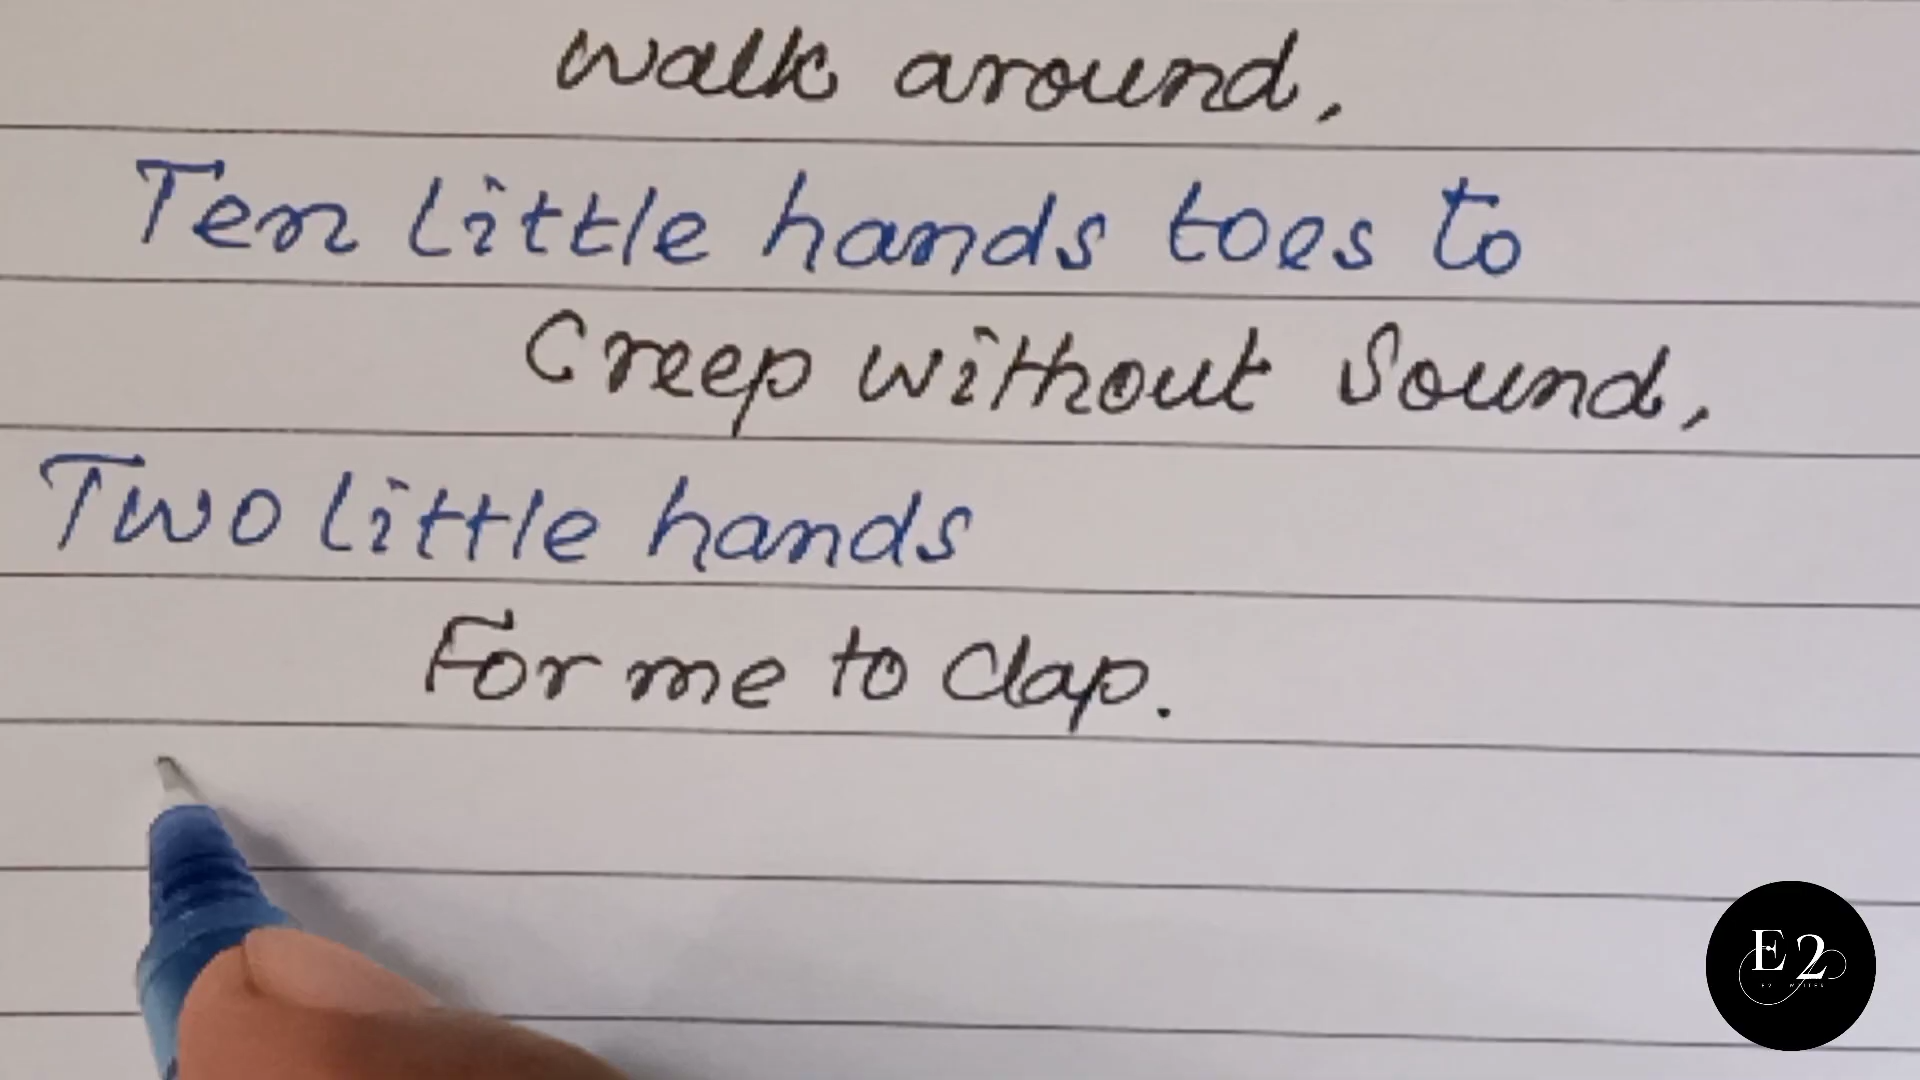 walk around,
Ten little hands toes to
Creep without Sound,
Two little hands
For me to Clap.
E2